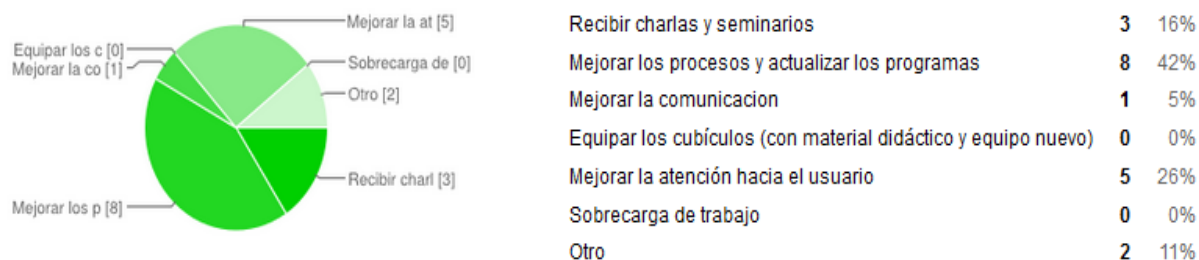 Mejorar la at [5]
Equipar los c [0]
Mejorar la co [1]
Sobrecarga de [0]
Otro [2]
Recibir charl [3]
Mejorar los p [8]
Recibir charlas y seminarios 3 16%
Mejorar los procesos y actualizar los programas 8 42%
Mejorar la comunicacion 1 5%
Equipar los cubículos (con material didáctico y equipo nuevo) 0 0%
Mejorar la atención hacia el usuario 5 26%
Sobrecarga de trabajo 0 0%
Otro 2 11%